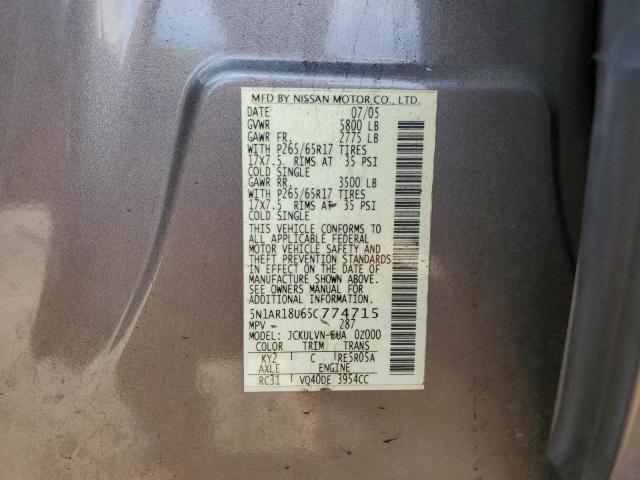 MFD BY NISSAN MOTOR CO., LTD.
DATE 07/05
GVWR 5800 LB
GAWR FR. 2775 LB
WITH P265/65R17 TIRES
17X7.5 RIMS AT 35 PSI
COLD SINGLE
GAWR RR. 3500 LB
WITH P265/65R17 TIRES
17X7.5 RIMS AT 35 PSI
COLD SINGLE
THIS VEHICLE CONFORMS TO
ALL APPLICABLE FEDERAL
MOTOR VEHICLE SAFETY AND
THEFT PREVENTION STANDARDS
IN EFFECT ON THE DATE OF
MANUFACTURE SHOWN ABOVE.
SEE OWNERS MANUAL FOR
ADDITIONAL INFORMATION.
5N1AR18U65C774715
MPV 287
MODEL: JCKULVN-EUA 0Z000
COLOR TRIM TRANS
KY2 C RE5R05A
AXLE ENGINE
RC31 VQ40DE 3954CC